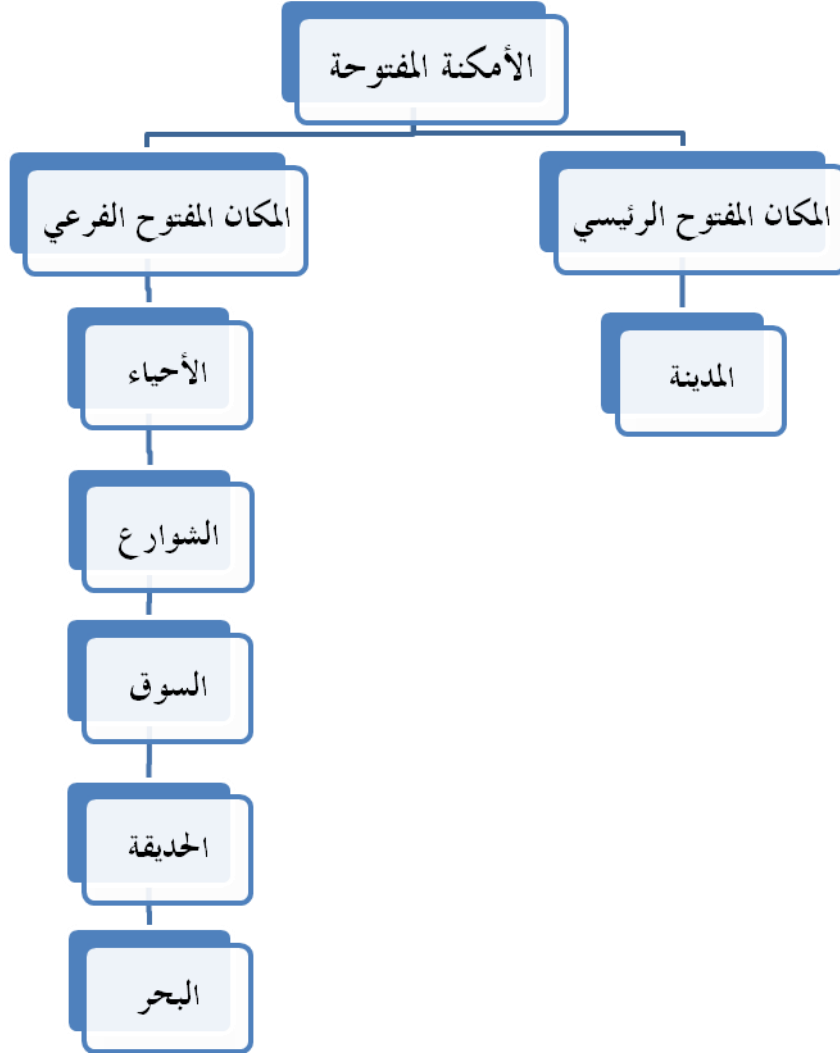 الأمكنة المفتوحة
المكان المفتوح الرئيسي
المكان المفتوح الفرعي
المدينة
الأحياء
الشوارع
السوق
الحديقة
البحر